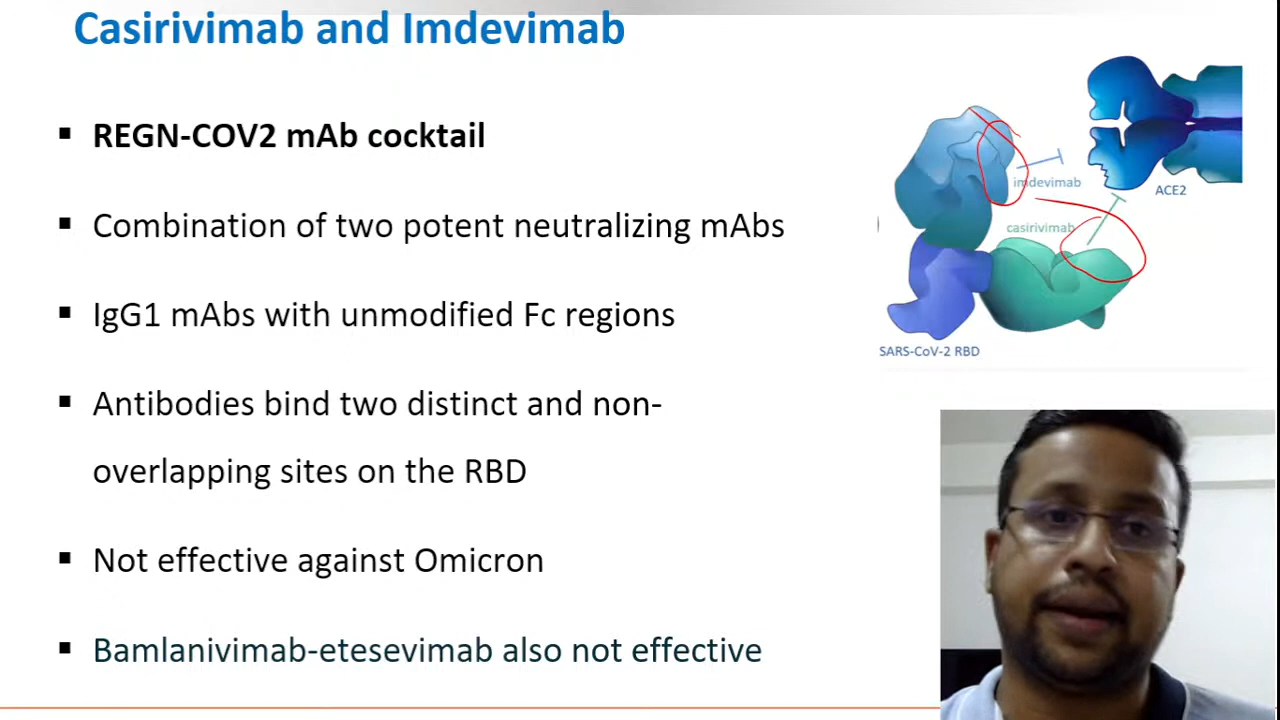 Casirivimab and Imdevimab
REGN-COV2 mAb cocktail
Combination of two potent neutralizing mAbs
IgG1 mAbs with unmodified Fc regions
Antibodies bind two distinct and non-
overlapping sites on the RBD
Not effective against Omicron
Bamlanivimab-etesevimab also not effective
imdevimab
ACE2
casirivimab
SARS-CoV-2 RBD